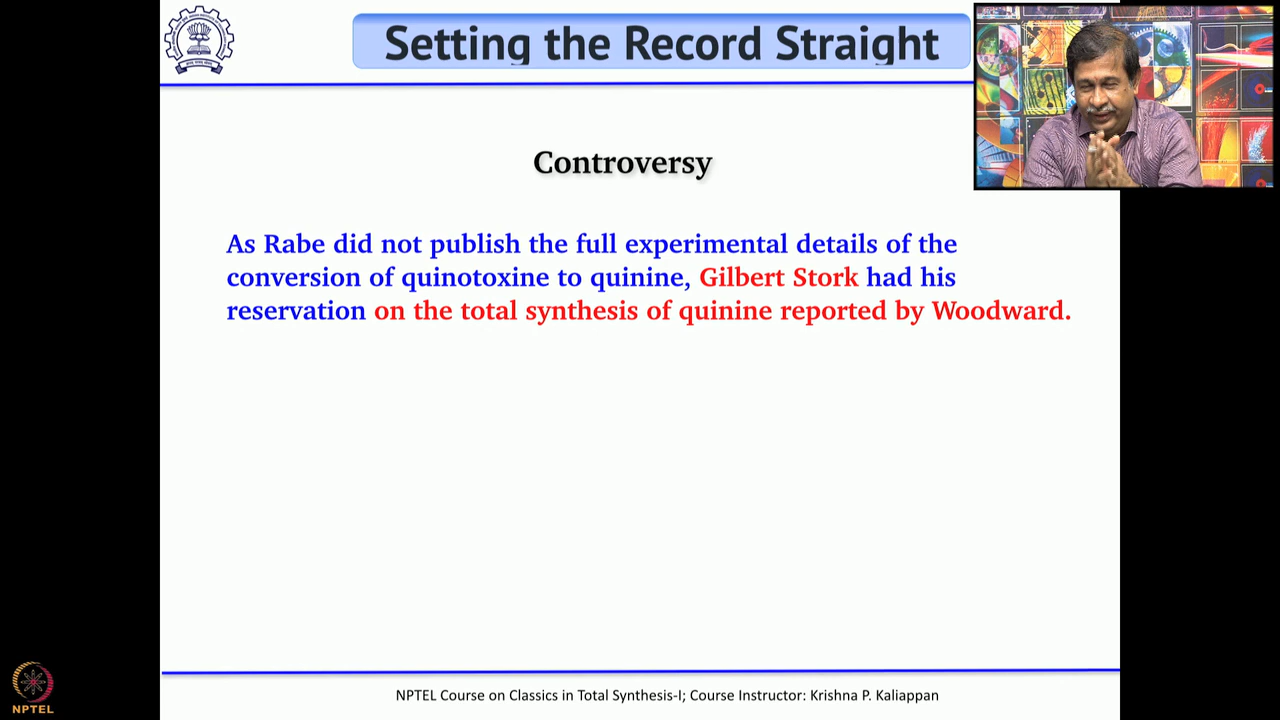 Setting the Record Straight
Controversy
As Rabe did not publish the full experimental details of the
conversion of quinotoxine to quinine, Gilbert Stork had his
reservation on the total synthesis of quinine reported by Woodward.
NPTEL
NPTEL Course on Classics in Total Synthesis-I; Course Instructor: Krishna P. Kaliappan